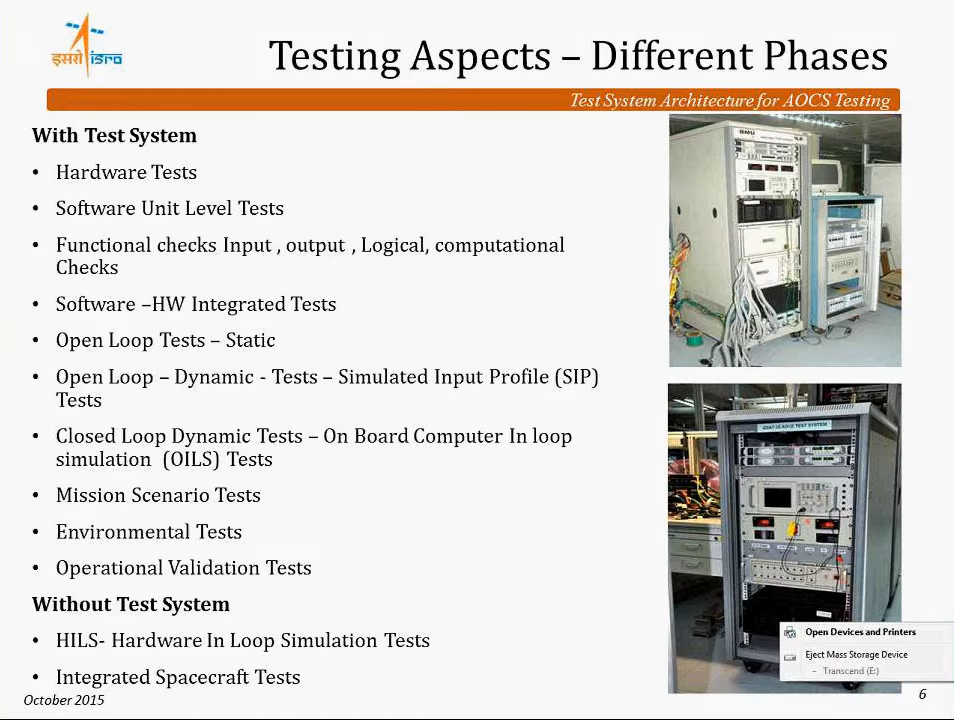 इसरो isro
Testing Aspects – Different Phases
Test System Architecture for AOCS Testing
With Test System
• Hardware Tests
• Software Unit Level Tests
• Functional checks Input , output , Logical, computational
Checks
• Software –HW Integrated Tests
• Open Loop Tests – Static
• Open Loop – Dynamic - Tests – Simulated Input Profile (SIP)
Tests
• Closed Loop Dynamic Tests – On Board Computer In loop
simulation (OILS) Tests
• Mission Scenario Tests
• Environmental Tests
• Operational Validation Tests
Without Test System
• HILS- Hardware In Loop Simulation Tests
• Integrated Spacecraft Tests
October 2015
TEST SYSTEM
Open Devices and Printers
Eject Mass Storage Device
- Transcend (E:)
6